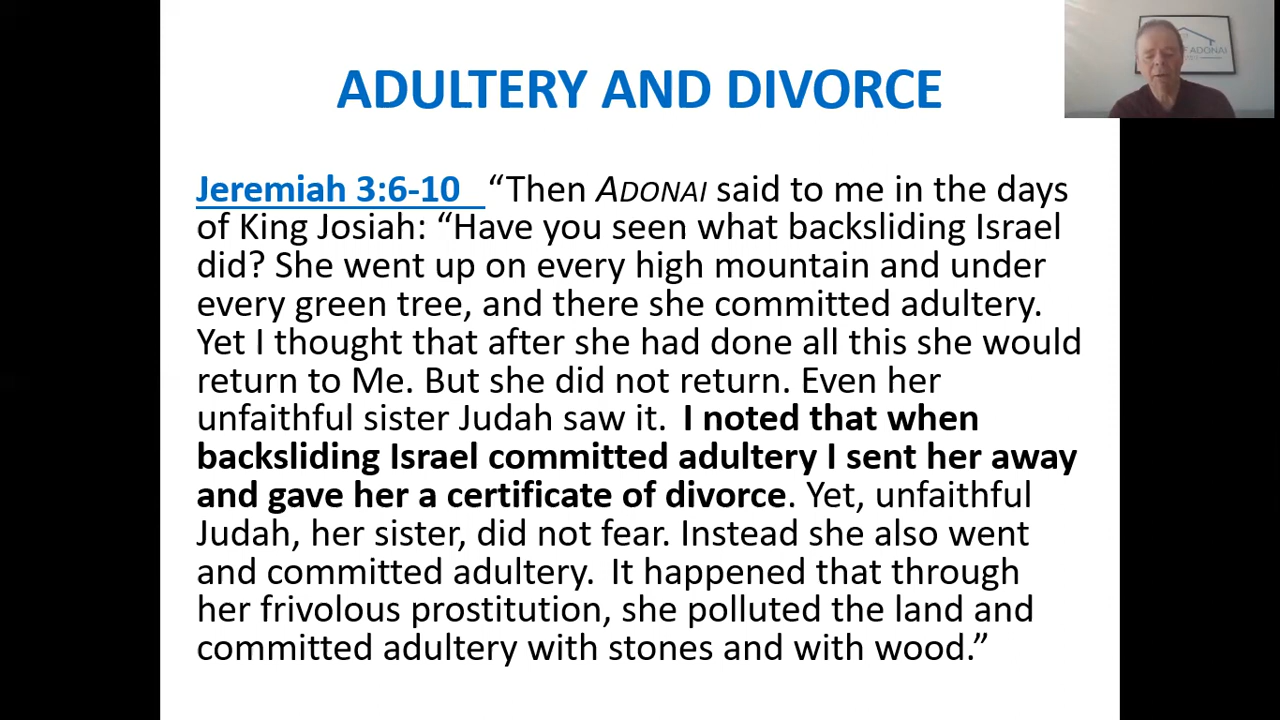 ADULTERY AND DIVORCE
ADONAI
Jeremiah 3:6-10 “Then ADONAI said to me in the days
of King Josiah: “Have you seen what backsliding Israel
did? She went up on every high mountain and under
every green tree, and there she committed adultery.
Yet I thought that after she had done all this she would
return to Me. But she did not return. Even her
unfaithful sister Judah saw it. I noted that when
backsliding Israel committed adultery I sent her away
and gave her a certificate of divorce. Yet, unfaithful
Judah, her sister, did not fear. Instead she also went
and committed adultery. It happened that through
her frivolous prostitution, she polluted the land and
committed adultery with stones and with wood.”